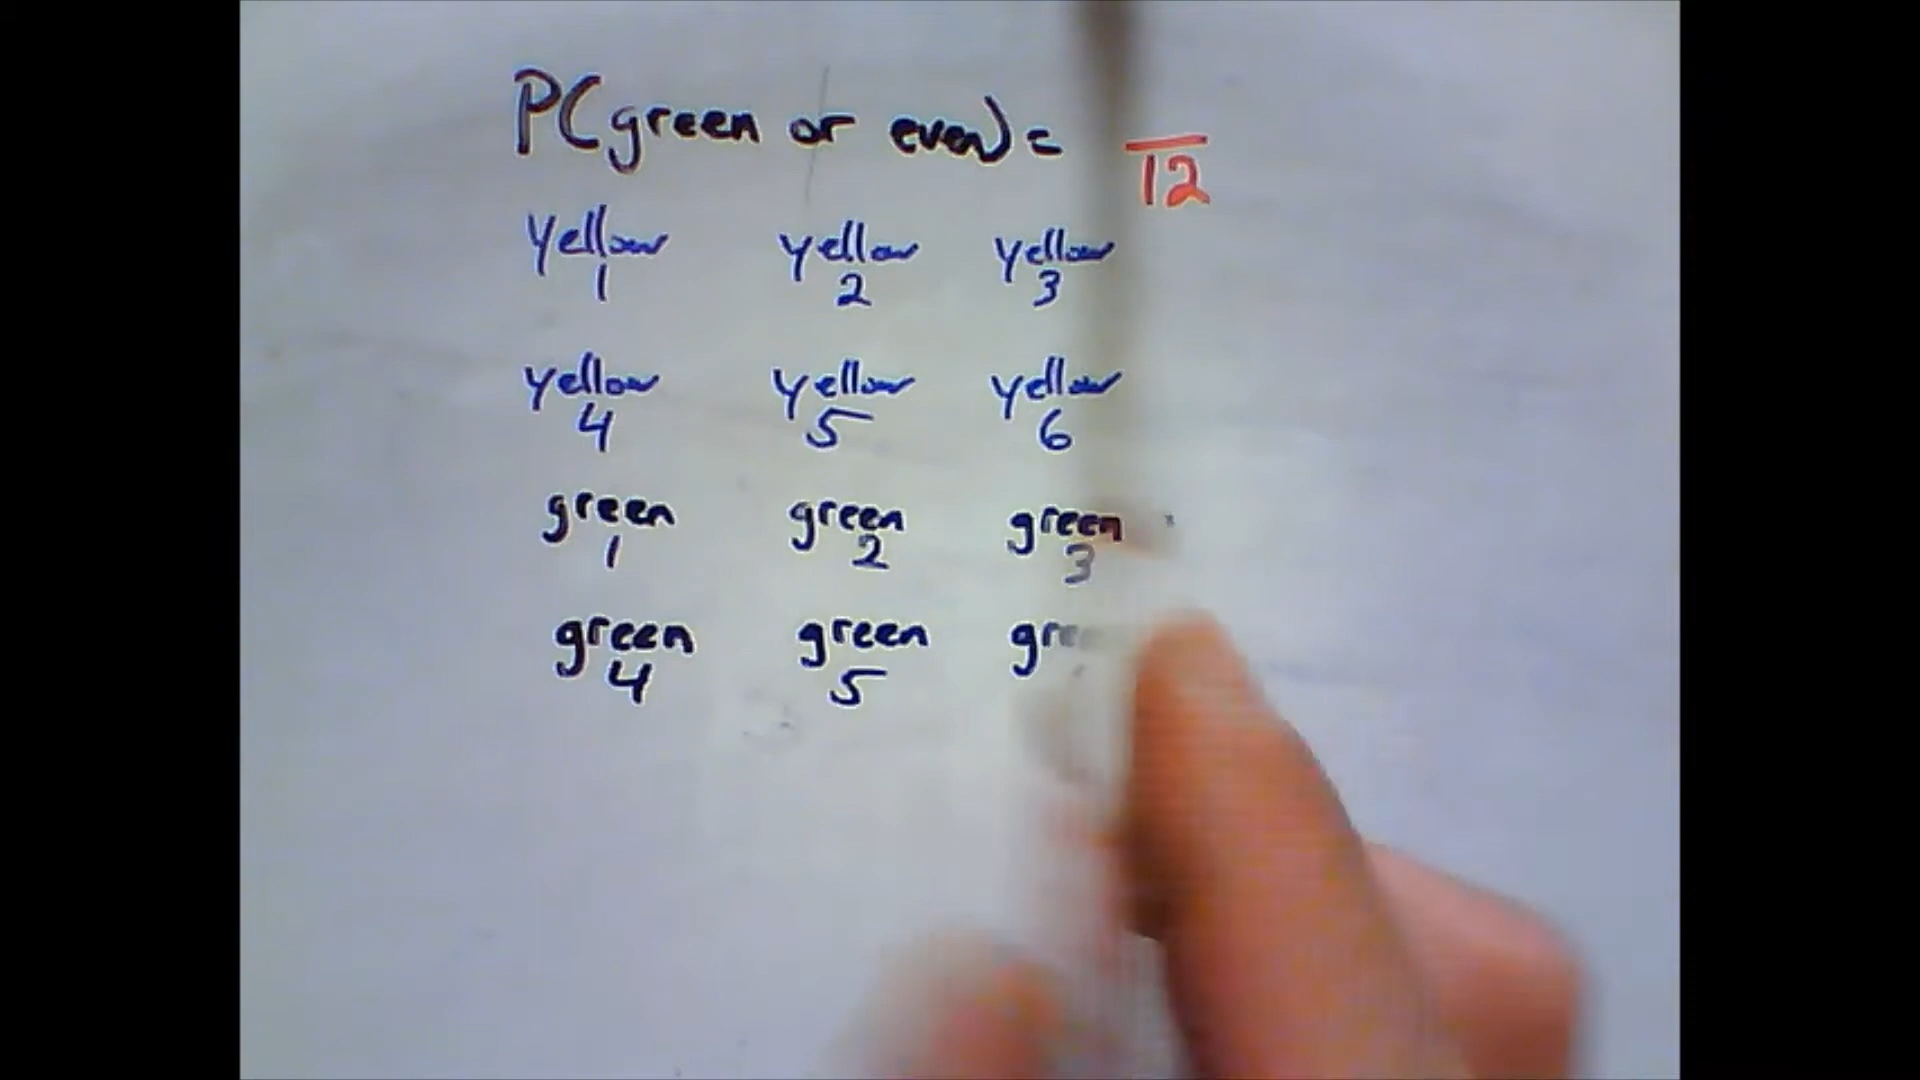 P(green or even) = 
12
yellow yellow yellow
1 2 3
yellow yellow yellow
4 5 6
green green green
1 2 3
green green
4 5